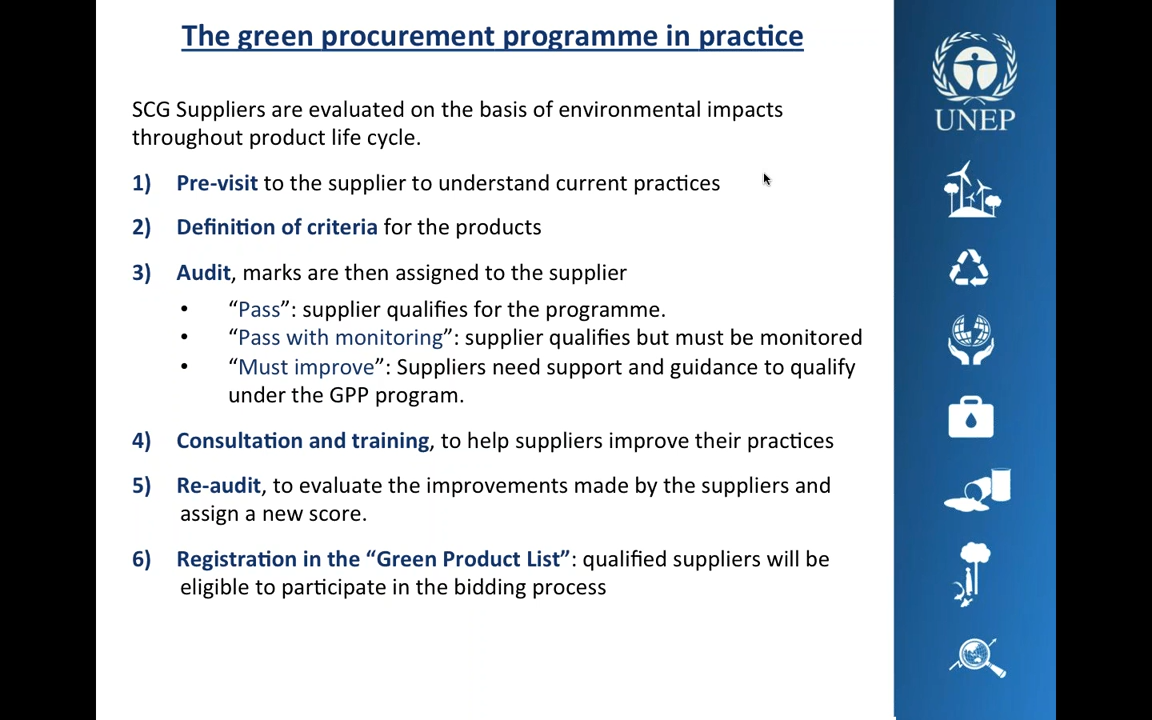 The green procurement programme in practice
SCG Suppliers are evaluated on the basis of environmental impacts
throughout product life cycle.
1) Pre-visit to the supplier to understand current practices
2) Definition of criteria for the products
3) Audit, marks are then assigned to the supplier
• “Pass”: supplier qualifies for the programme.
• “Pass with monitoring”: supplier qualifies but must be monitored
• “Must improve”: Suppliers need support and guidance to qualify
under the GPP program.
4) Consultation and training, to help suppliers improve their practices
5) Re-audit, to evaluate the improvements made by the suppliers and
assign a new score.
6) Registration in the “Green Product List”: qualified suppliers will be
eligible to participate in the bidding process
UNEP